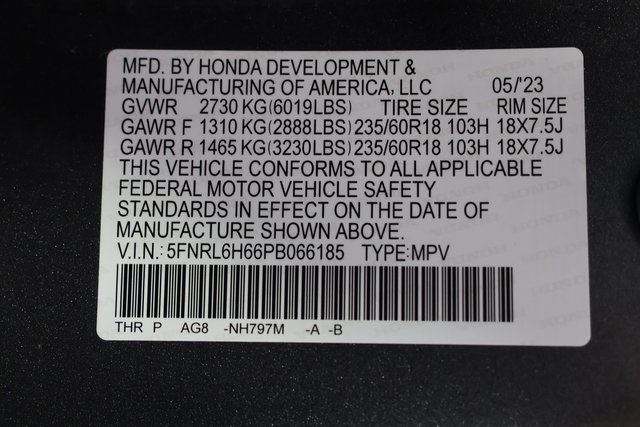 MFD. BY HONDA DEVELOPMENT &
MANUFACTURING OF AMERICA, LLC 05/'23
GVWR 2730 KG(6019LBS) TIRE SIZE RIM SIZE
GAWR F 1310 KG(2888LBS) 235/60R18 103H 18X7.5J
GAWR R 1465 KG(3230LBS) 235/60R18 103H 18X7.5J
THIS VEHICLE CONFORMS TO ALL APPLICABLE
FEDERAL MOTOR VEHICLE SAFETY
STANDARDS IN EFFECT ON THE DATE OF
MANUFACTURE SHOWN ABOVE.
V.I.N.: 5FNRL6H66PB066185 TYPE:MPV
THR P AG8 -NH797M -A -B